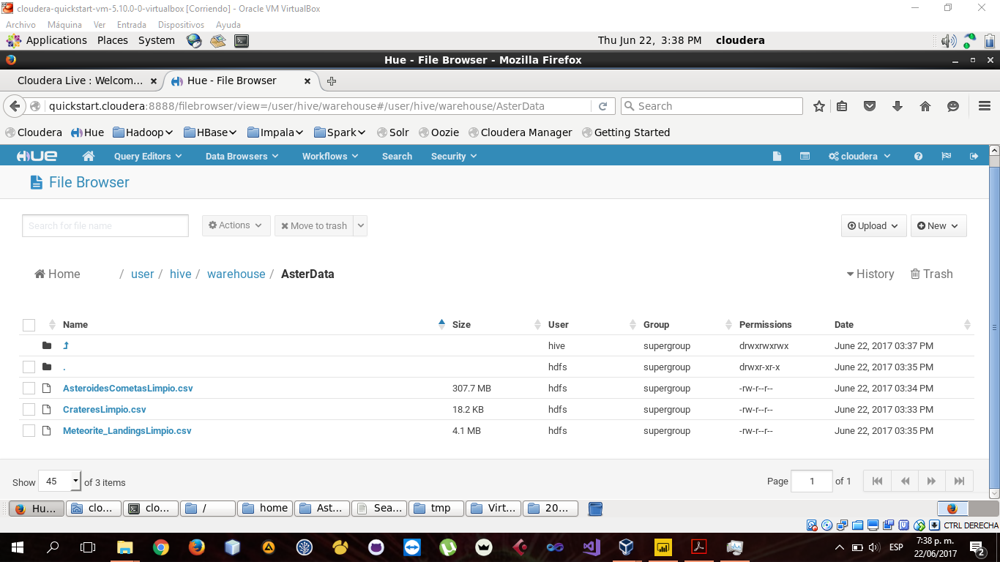 cloudera-quickstart-vm-5.10.0-0-virtualbox [Corriendo] - Oracle VM VirtualBox
Archivo Máquina Ver Entrada Dispositivos Ayuda
Applications Places System Thu Jun 22, 3:38 PM cloudera
Hue - File Browser - Mozilla Firefox
Cloudera Live : Welcom... Hue - File Browser
quickstart.cloudera:8888/filebrowser/view=/user/hive/warehouse#/user/hive/warehouse/AsterData Search
Cloudera Hue Hadoop HBase Impala Spark Solr Oozie Cloudera Manager Getting Started
HUE Query Editors Data Browsers Workflows Search Security cloudera
File Browser
Search for file name Actions Move to trash Upload New
Home / user / hive / warehouse / AsterData History Trash
Name Size User Group Permissions Date
hive supergroup drwxrwxrwx June 22, 2017 03:37 PM
. hdfs supergroup drwxr-xr-x June 22, 2017 03:35 PM
AsteroidesCometasLimpio.csv 307.7 MB hdfs supergroup -rw-r--r-- June 22, 2017 03:34 PM
CrateresLimpio.csv 18.2 KB hdfs supergroup -rw-r--r-- June 22, 2017 03:33 PM
Meteorite_LandingsLimpio.csv 4.1 MB hdfs supergroup -rw-r--r-- June 22, 2017 03:35 PM
Show 45 of 3 items Page 1 of 1
Hu... clo... clo... / home Ast... Sea... tmp Virt... 20...
CTRL DERECHA
ESP 7:38 p. m.
22/06/2017 2